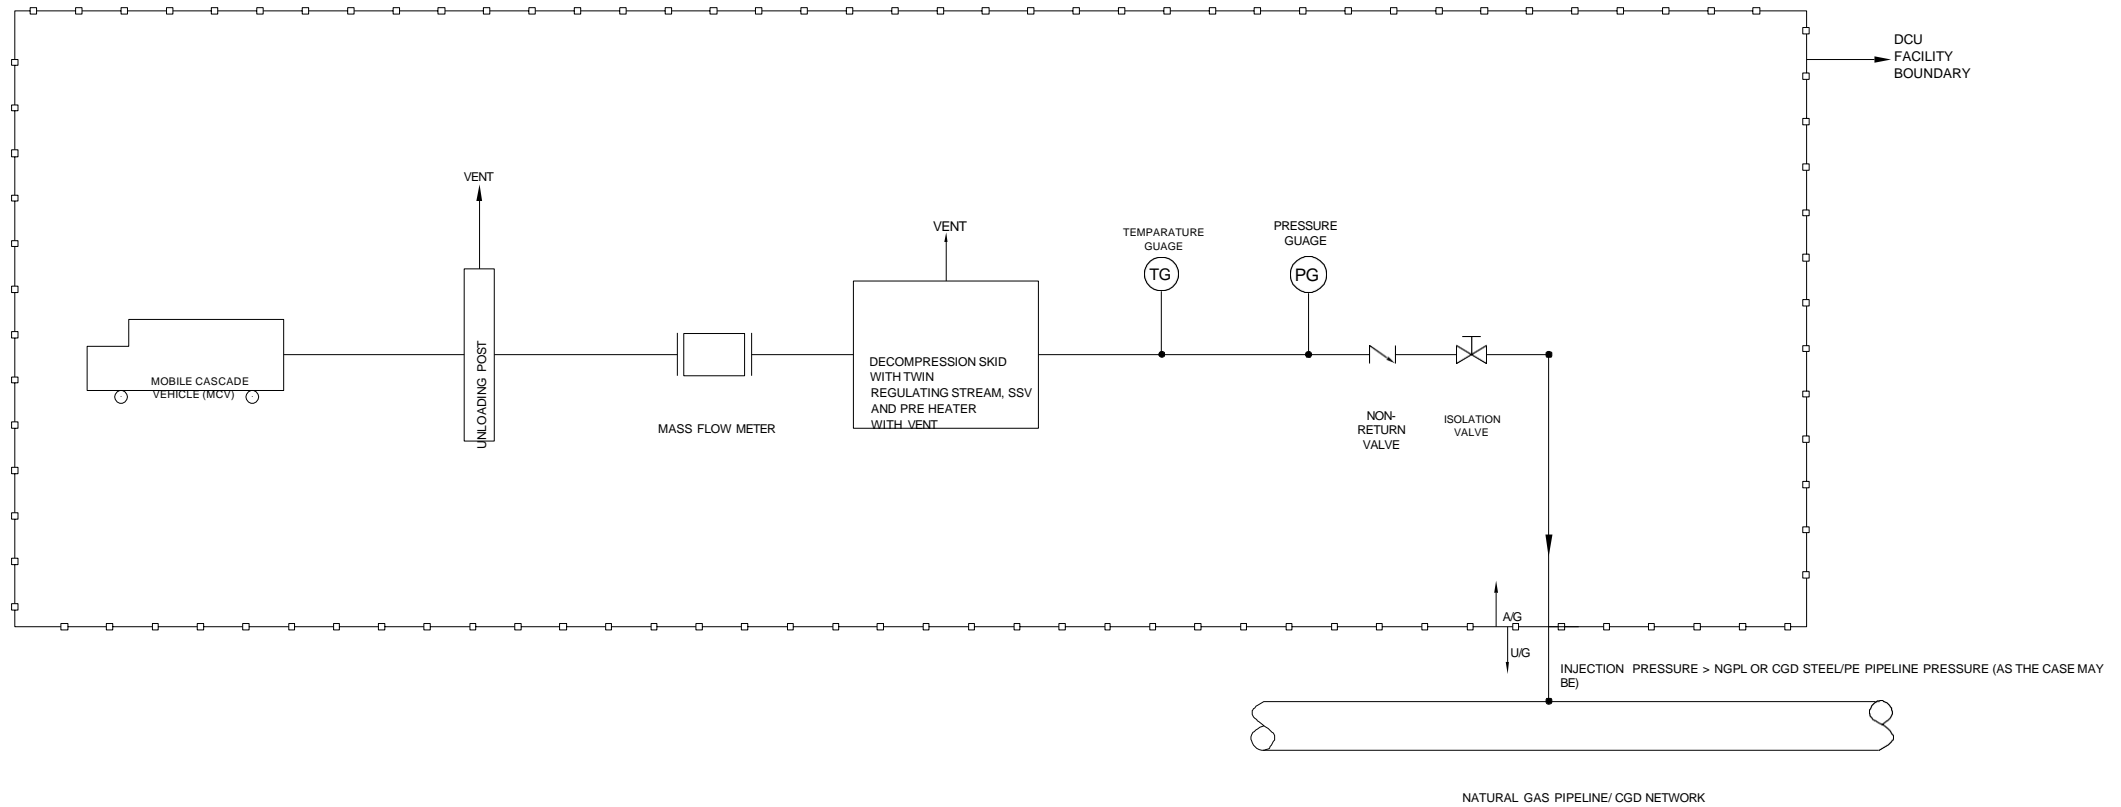 DCU
FACILITY
BOUNDARY
VENT
VENT
TEMPARATURE
GUAGE
PRESSURE
GUAGE
TG
PG
UNLOADING POST
MOBILE CASCADE
VEHICLE (MCV)
MASS FLOW METER
DECOMPRESSION SKID
WITH TWIN
REGULATING STREAM, SSV
AND PRE HEATER
WITH VENT
NON-
RETURN
VALVE
ISOLATION
VALVE
A/G
U/G
INJECTION PRESSURE > NGPL OR CGD STEEL/PE PIPELINE PRESSURE (AS THE CASE MAY
BE)
NATURAL GAS PIPELINE/ CGD NETWORK